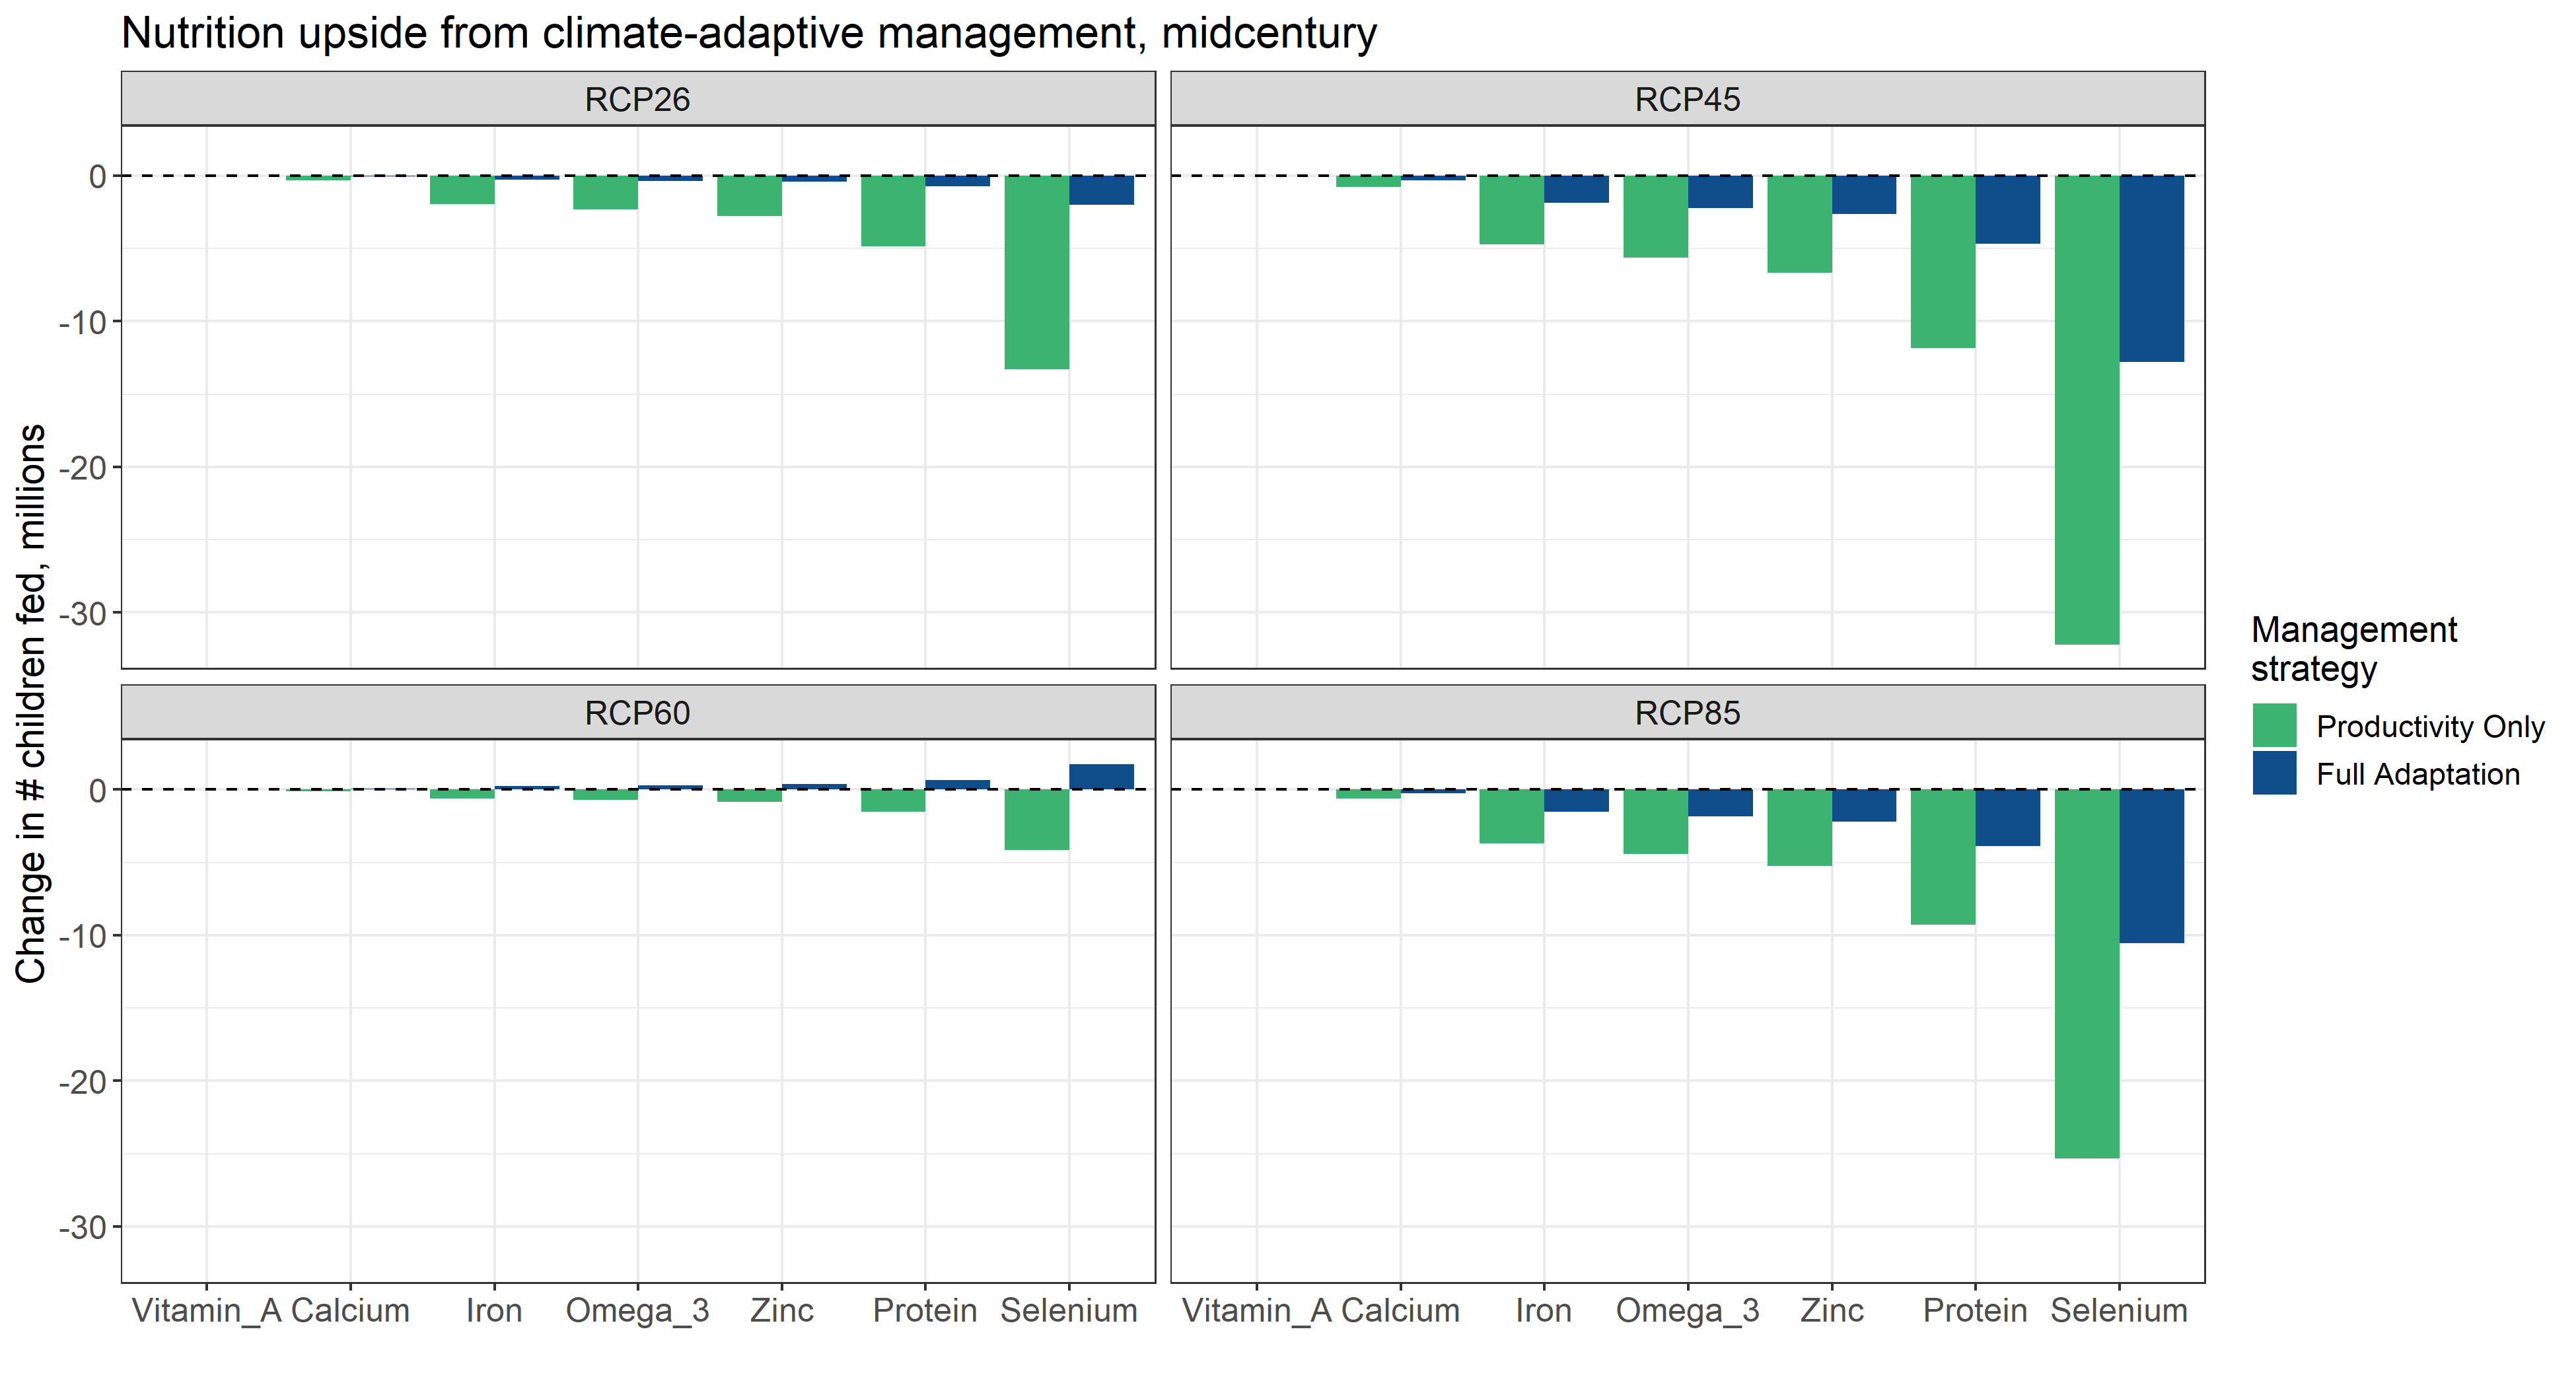 Nutrition upside from climate-adaptive management, midcentury
RCP26
RCP45
0
-10
-20
-30
RCP60
RCP85
0
-10
-20
-30
Change in # children fed, millions
Vitamin_A Calcium Iron Omega_3 Zinc Protein Selenium
Vitamin_A Calcium Iron Omega_3 Zinc Protein Selenium
Management
strategy
Productivity Only
Full Adaptation